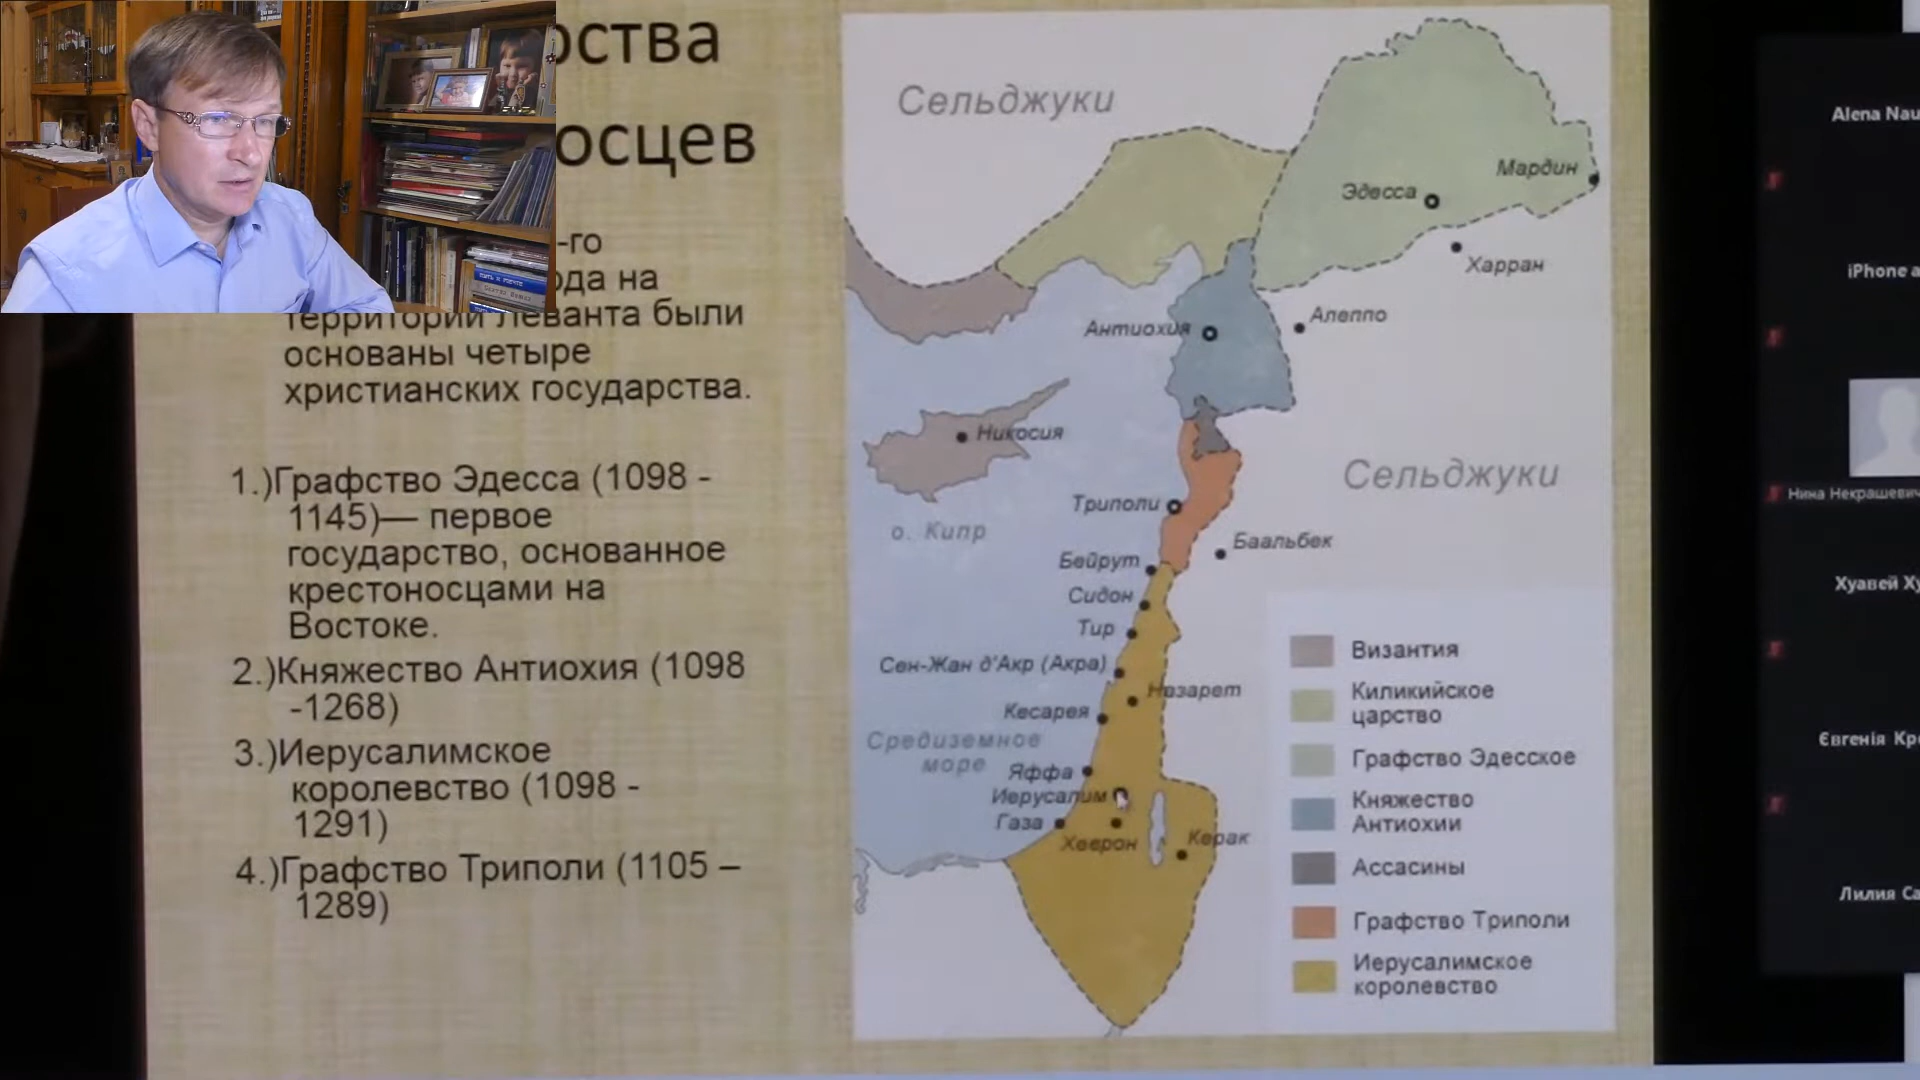 рства
осцев
-го
ода на
территории Леванта были
основаны четыре
христианских государства.
1.)Графство Эдесса (1098 -
1145)— первое
государство, основанное
крестоносцами на
Востоке.
2.)Княжество Антиохия (1098
-1268)
3.)Иерусалимское
королевство (1098 -
1291)
4.)Графство Триполи (1105 –
1289)
Сельджуки
Мардин
Эдесса
Харран
Алеппо
Антиохия
Никосия
Сельджуки
Триполи
о. Кипр
Баальбек
Бейрут
Сидон
Тир
Сен-Жан д'Акр (Акра)
Назарет
Кесарея
Средиземное
море
Яффа
Иерусалим
Газа
Хеврон
Керак
Византия
Киликийское
царство
Графство Эдесское
Княжество
Антиохии
Ассасины
Графство Триполи
Иерусалимское
королевство
Alena Nau
iPhone a
Нина Некрашевич
Хуавей Ху
Євгенія Кр
Лилия Са